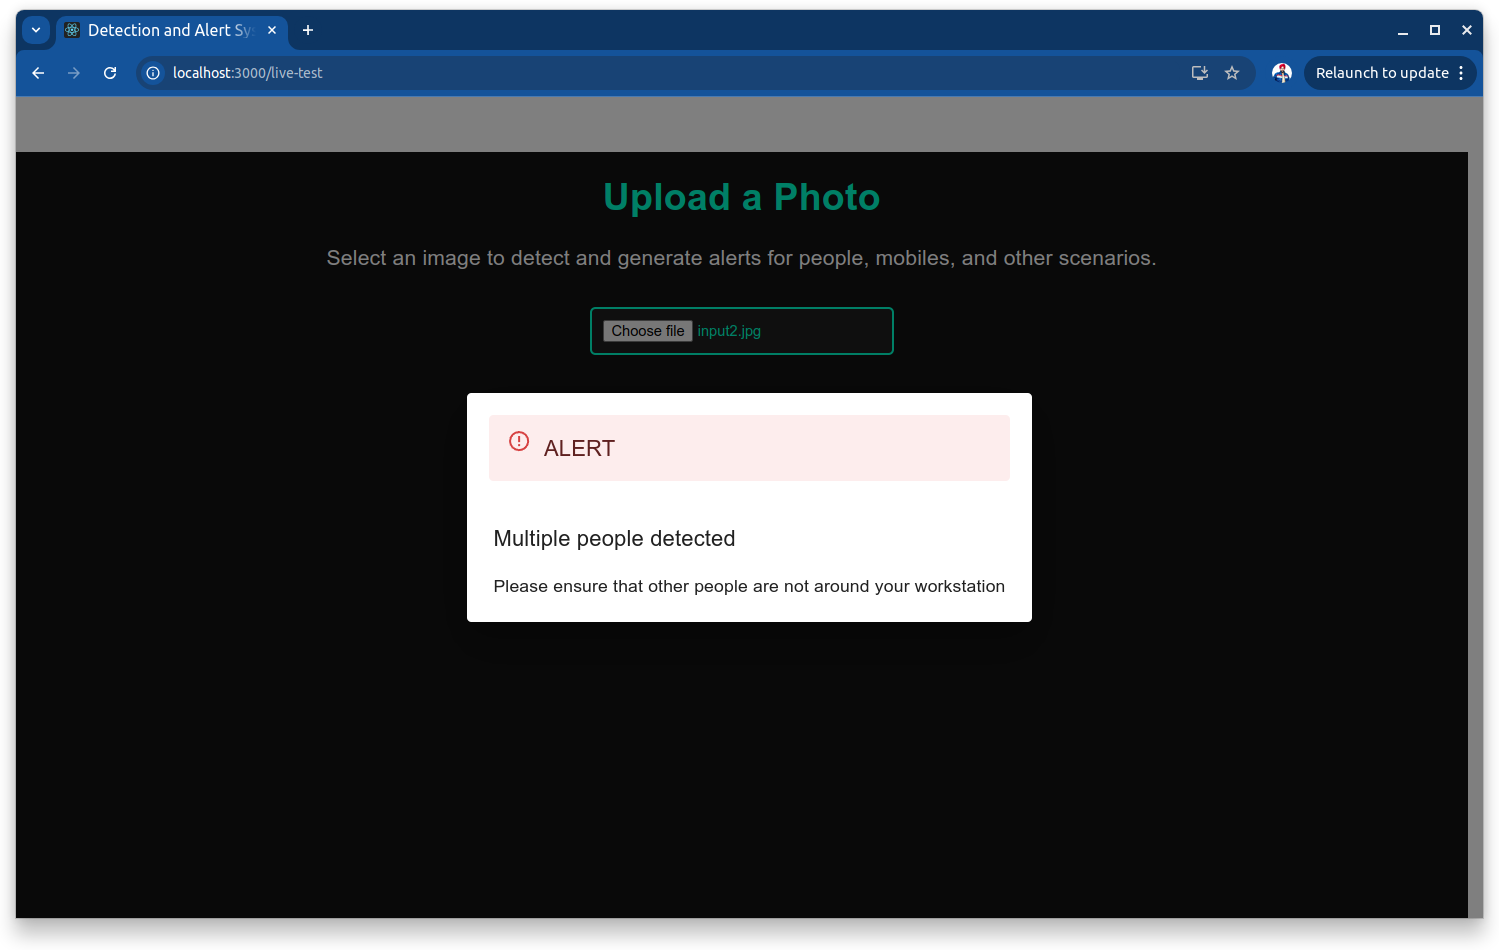 Detection and Alert Sys
localhost:3000/live-test
Relaunch to update
Upload a Photo
Select an image to detect and generate alerts for people, mobiles, and other scenarios.
Choose file input2.jpg
ALERT
Multiple people detected
Please ensure that other people are not around your workstation